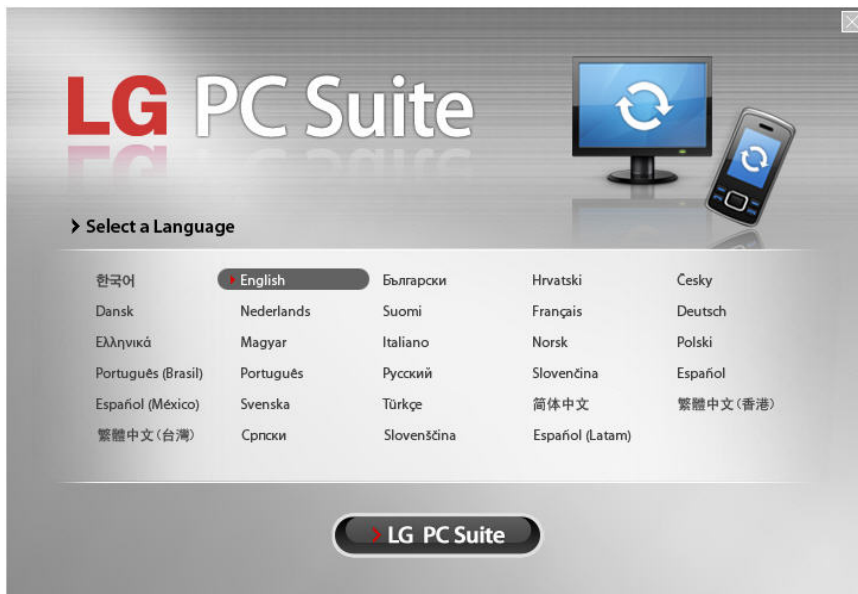 LG PC Suite
Select a Language
한국어 English Български Hrvatski Česky
Dansk Nederlands Suomi Français Deutsch
Ελληνικά Magyar Italiano Norsk Polski
Português (Brasil) Português Русский Slovenčina Español
Español (México) Svenska Türkçe 简体中文 繁體中文(香港)
繁體中文(台灣) Српски Slovenščina Español (Latam)
LG PC Suite